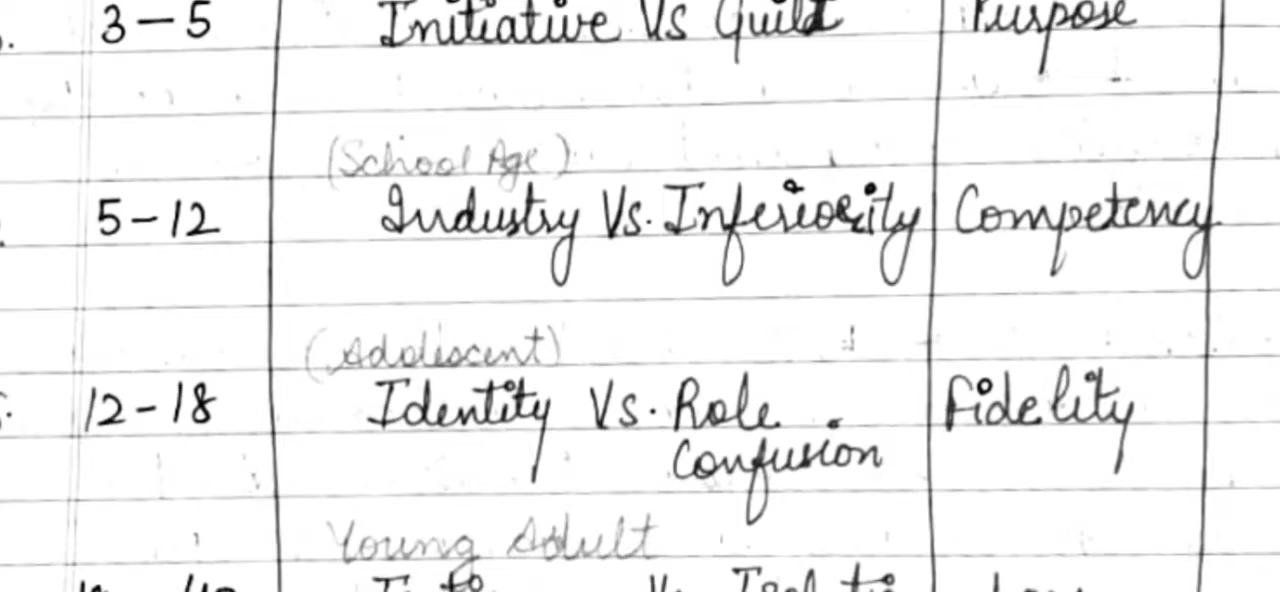 3-5 Initiative Vs Guilt Purpose
(School Age)
5-12 Industry Vs. Inferiority Competency
(Adolescent)
12-18 Identity Vs. Role Fidelity
Confusion
Young Adult
Vs